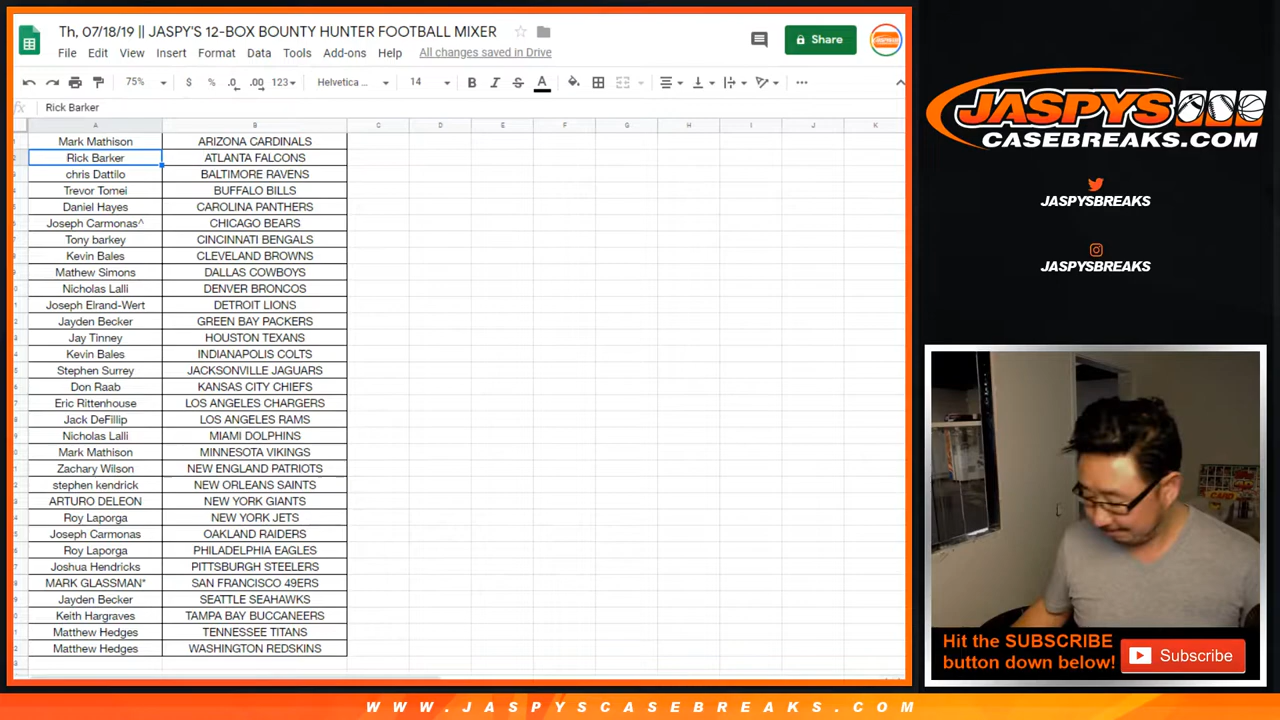 Th, 07/18/19 || JASPY'S 12-BOX BOUNTY HUNTER FOOTBALL MIXER
File Edit View Insert Format Data Tools Add-ons Help All changes saved in Drive
Share
75% $ % .0 .00 123 Helvetica ... 14 B I S A
fx Rick Barker
A B C D E F G H I J K
Mark Mathison ARIZONA CARDINALS
Rick Barker ATLANTA FALCONS
chris Dattilo BALTIMORE RAVENS
Trevor Tomei BUFFALO BILLS
Daniel Hayes CAROLINA PANTHERS
Joseph Carmonas^ CHICAGO BEARS
Tony barkey CINCINNATI BENGALS
Kevin Bales CLEVELAND BROWNS
Mathew Simons DALLAS COWBOYS
Nicholas Lalli DENVER BRONCOS
Joseph Elrand-Wert DETROIT LIONS
Jayden Becker GREEN BAY PACKERS
Jay Tinney HOUSTON TEXANS
Kevin Bales INDIANAPOLIS COLTS
Stephen Surrey JACKSONVILLE JAGUARS
Don Raab KANSAS CITY CHIEFS
Eric Rittenhouse LOS ANGELES CHARGERS
Jack DeFillip LOS ANGELES RAMS
Nicholas Lalli MIAMI DOLPHINS
Mark Mathison MINNESOTA VIKINGS
Zachary Wilson NEW ENGLAND PATRIOTS
stephen kendrick NEW ORLEANS SAINTS
ARTURO DELEON NEW YORK GIANTS
Roy Laporga NEW YORK JETS
Joseph Carmonas OAKLAND RAIDERS
Roy Laporga PHILADELPHIA EAGLES
Joshua Hendricks PITTSBURGH STEELERS
MARK GLASSMAN* SAN FRANCISCO 49ERS
Jayden Becker SEATTLE SEAHAWKS
Keith Hargraves TAMPA BAY BUCCANEERS
Matthew Hedges TENNESSEE TITANS
Matthew Hedges WASHINGTON REDSKINS
JASPYS
CASEBREAKS.COM
JASPYSBREAKS
JASPYSBREAKS
Hit the SUBSCRIBE
button down below!
Subscribe
WWW.JASPYSCASEBREAKS.COM